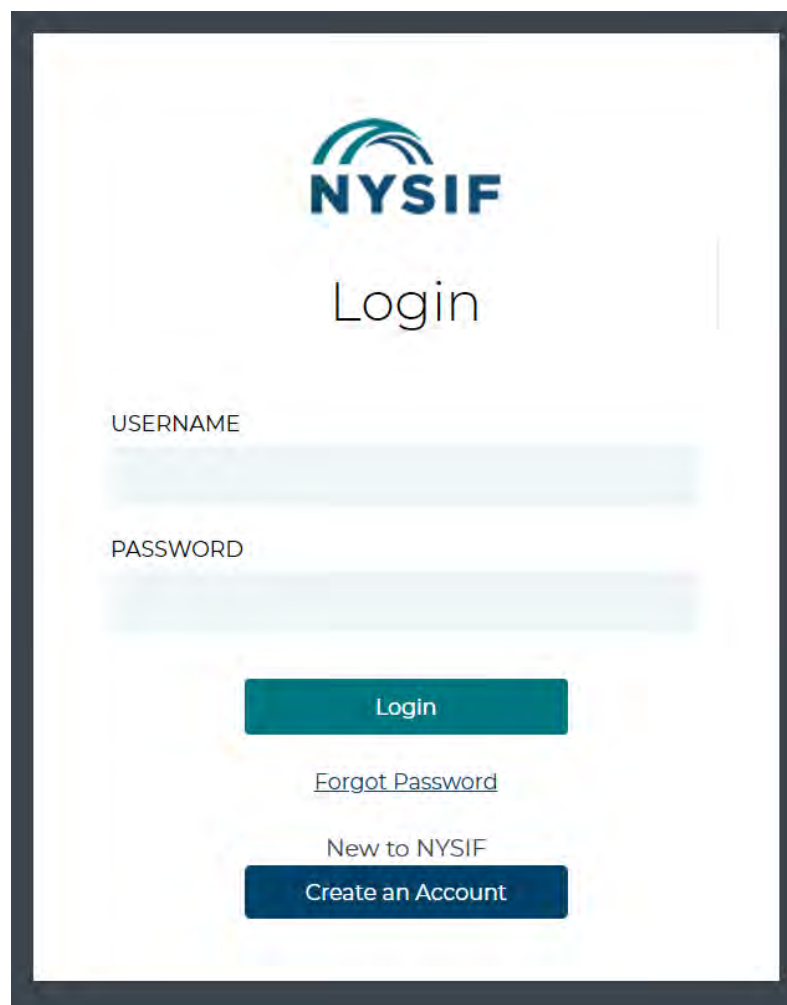 NYSIF
Login
USERNAME
PASSWORD
Login
Forgot Password
New to NYSIF
Create an Account